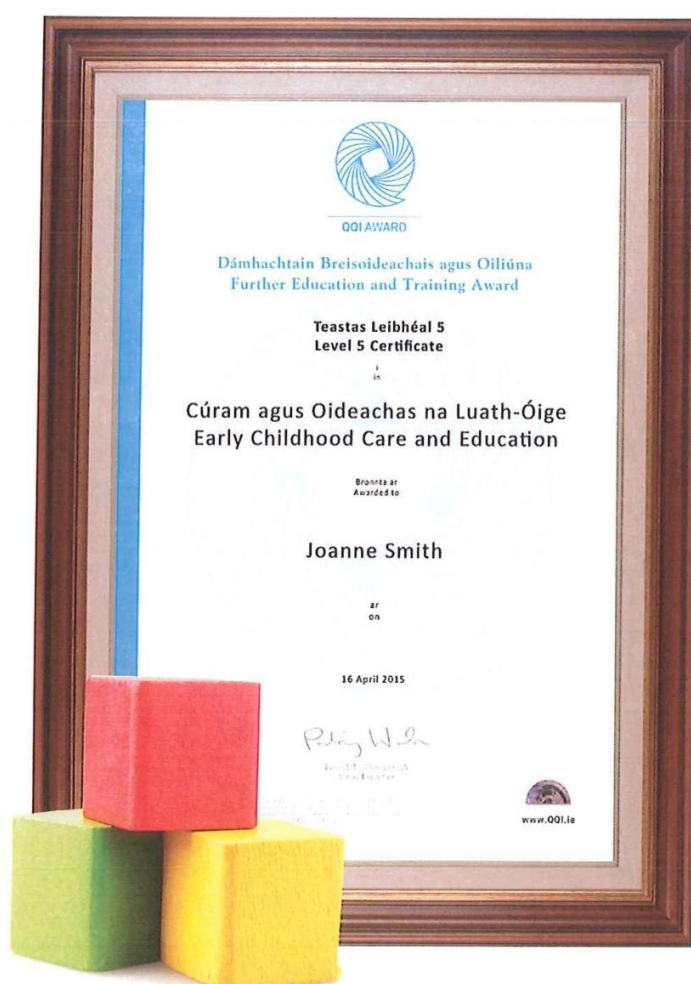 QQI AWARD
Dámhachtain Breisoideachais agus Oiliúna
Further Education and Training Award
Teastas Leibhéal 5
Level 5 Certificate
i
in
Cúram agus Oideachas na Luath-Óige
Early Childhood Care and Education
Bronnta ar
Awarded to
Joanne Smith
ar
on
16 April 2015
www.QQI.ie